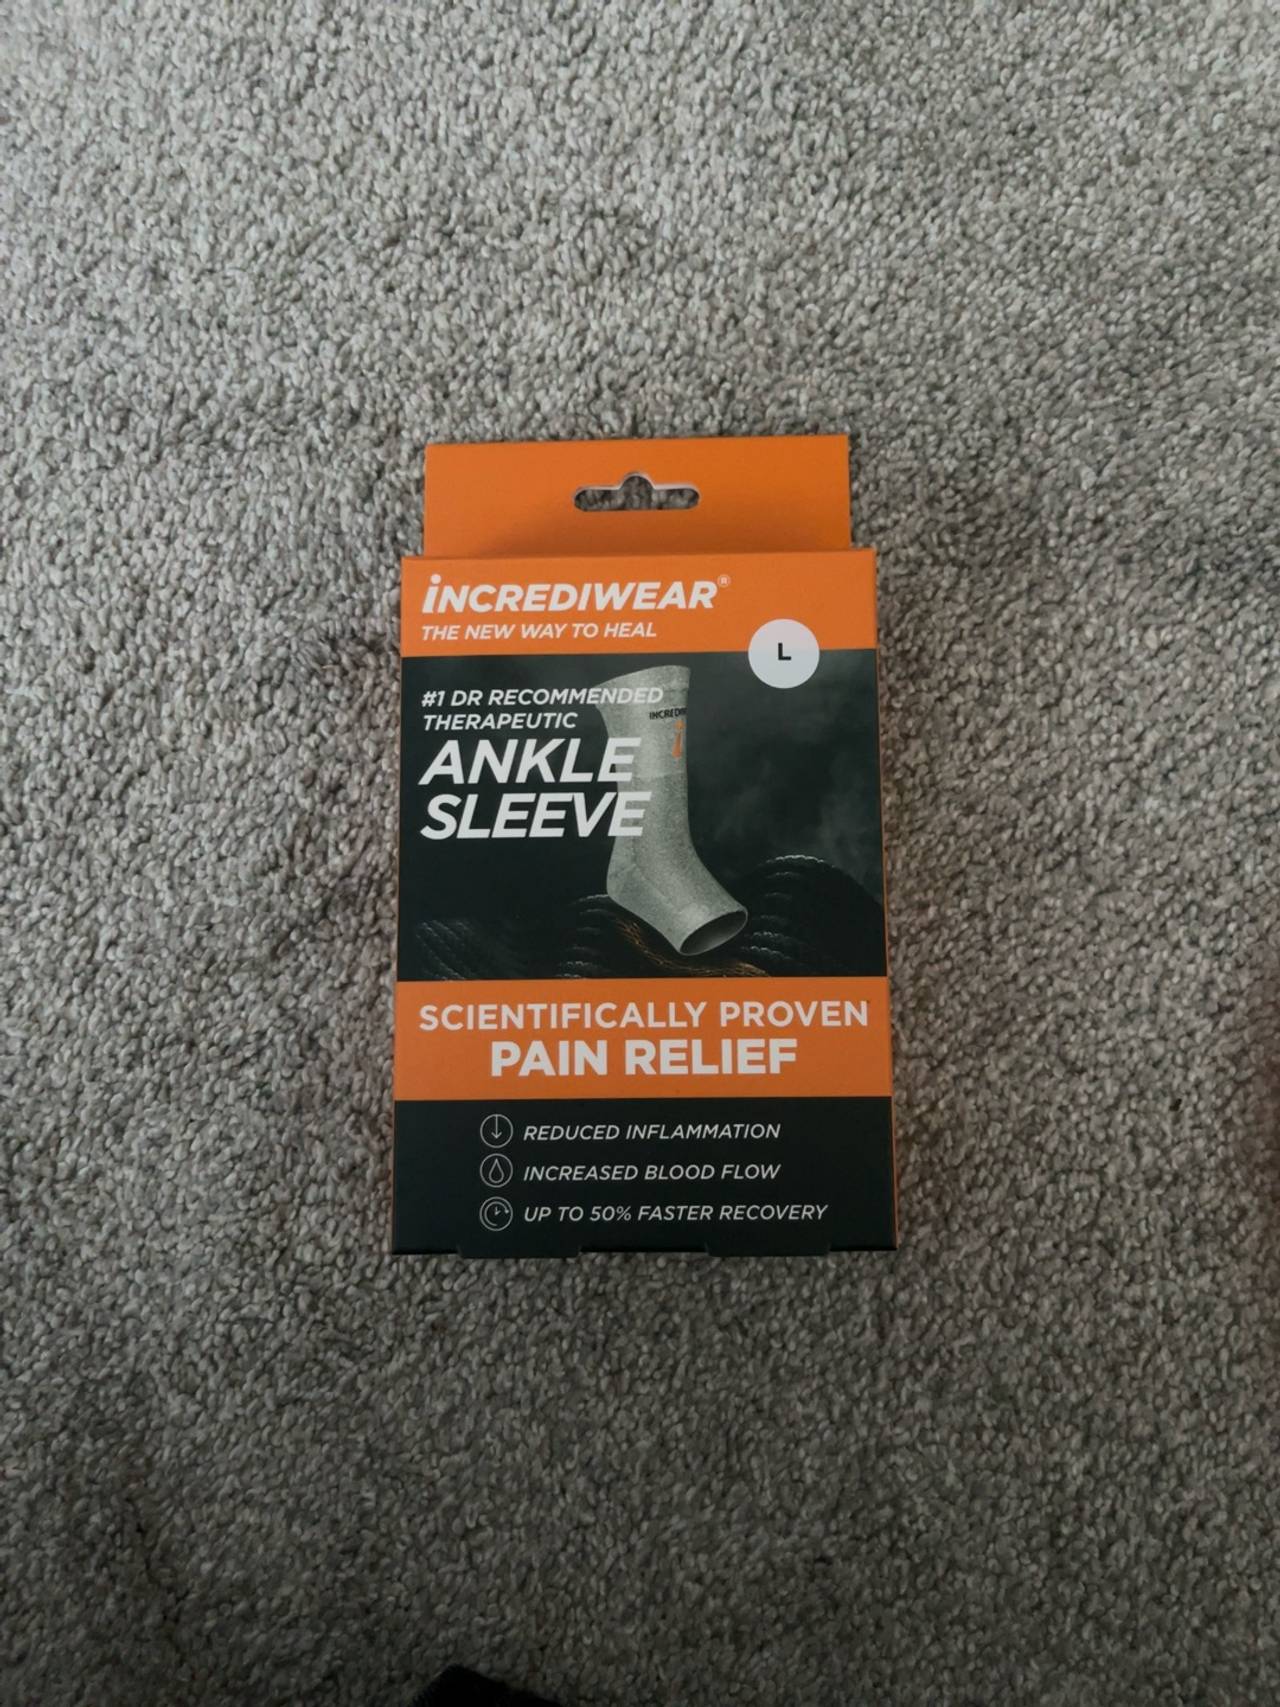 iNCREDIWEAR®
THE NEW WAY TO HEAL
L
#1 DR RECOMMENDED
THERAPEUTIC
ANKLE
SLEEVE
SCIENTIFICALLY PROVEN
PAIN RELIEF
REDUCED INFLAMMATION
INCREASED BLOOD FLOW
UP TO 50% FASTER RECOVERY